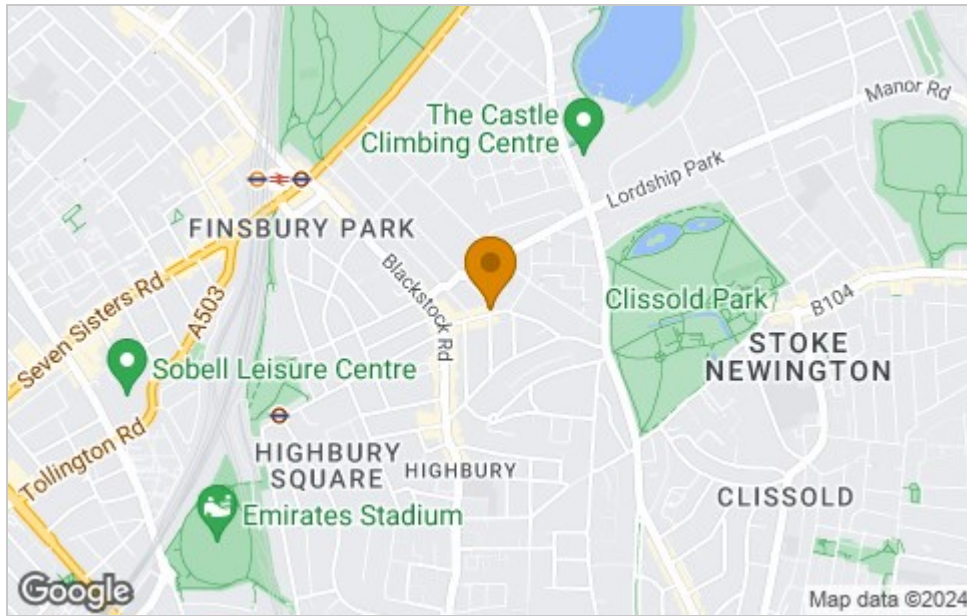 Manor Rd
The Castle
Climbing Centre
Lordship Park
FINSBURY PARK
Blackstock Rd
Seven Sisters Rd
A503
Clissold Park
B104
STOKE
NEWINGTON
Sobell Leisure Centre
Tollington Rd
HIGHBURY
SQUARE
HIGHBURY
CLISSOLD
Emirates Stadium
Google
Map data ©2024